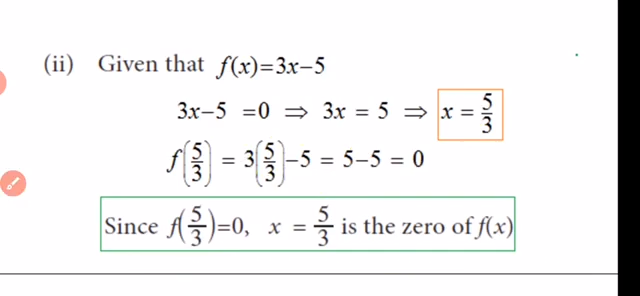 (ii) Given that f(x)=3x−5
3x−5 =0 ⇒ 3x = 5 ⇒ x = 5/3
f(5/3) = 3(5/3)−5 = 5−5 = 0
Since f(5/3)=0, x = 5/3 is the zero of f(x)